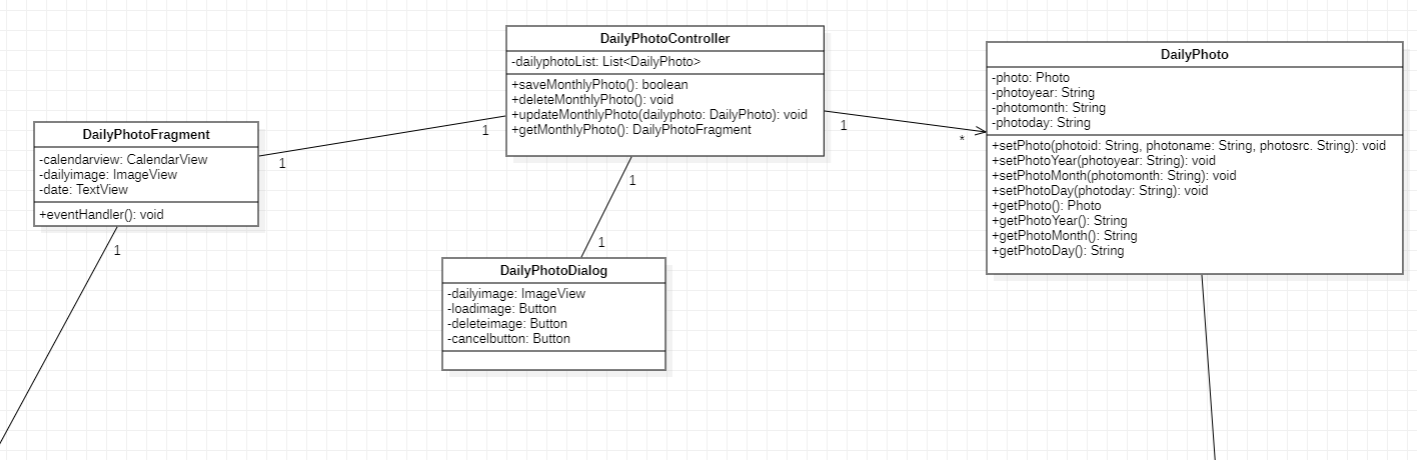 DailyPhotoController
-dailyphotoList: List<DailyPhoto>
+saveMonthlyPhoto(): boolean
+deleteMonthlyPhoto(): void
+updateMonthlyPhoto(dailyphoto: DailyPhoto): void
+getMonthlyPhoto(): DailyPhotoFragment
DailyPhoto
-photo: Photo
-photoyear: String
-photomonth: String
-photoday: String
+setPhoto(photoid: String, photoname: String, photosrc. String): void
+setPhotoYear(photoyear: String): void
+setPhotoMonth(photomonth: String): void
+setPhotoDay(photoday: String): void
+getPhoto(): Photo
+getPhotoYear(): String
+getPhotoMonth(): String
+getPhotoDay(): String
DailyPhotoFragment
-calendarview: CalendarView
-dailyimage: ImageView
-date: TextView
+eventHandler(): void
1
1
1
*
1
1
1
DailyPhotoDialog
-dailyimage: ImageView
-loadimage: Button
-deleteimage: Button
-cancelbutton: Button